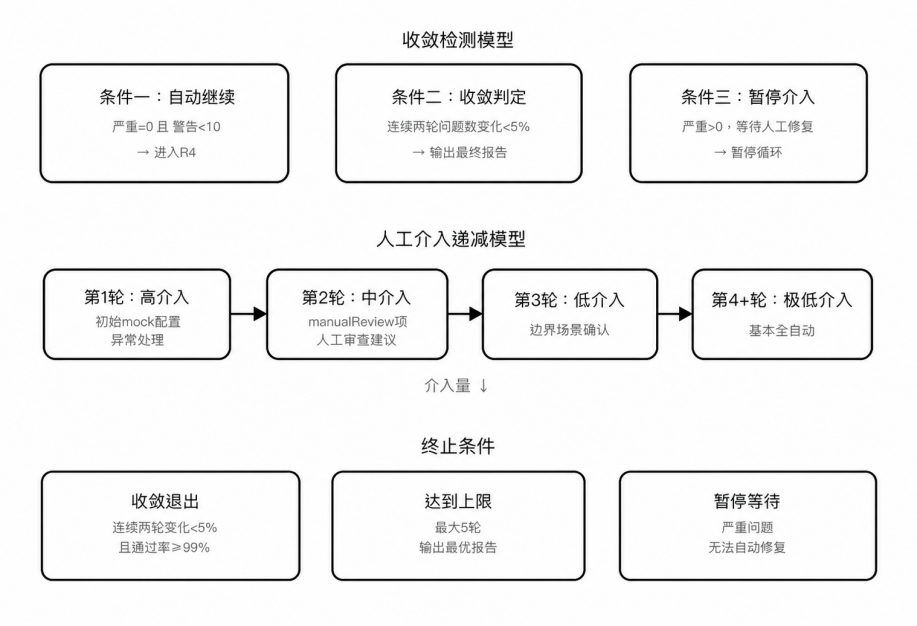 收敛检测模型
条件一：自动继续
严重=0 且 警告<10
→ 进入R4
条件二：收敛判定
连续两轮问题数变化<5%
→ 输出最终报告
条件三：暂停介入
严重>0，等待人工修复
→ 暂停循环
人工介入递减模型
第1轮：高介入
初始mock配置
异常处理
第2轮：中介入
manualReview项
人工审查建议
第3轮：低介入
边界场景确认
第4+轮：极低介入
基本全自动
介入量 ↓
终止条件
收敛退出
连续两轮变化<5%
且通过率≥99%
达到上限
最大5轮
输出最优报告
暂停等待
严重问题
无法自动修复